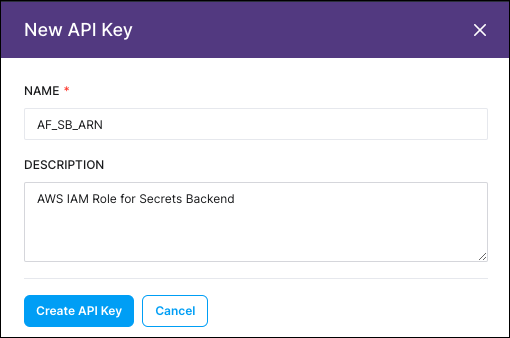 New API Key
NAME *
AF_SB_ARN
DESCRIPTION
AWS IAM Role for Secrets Backend
Create API Key
Cancel